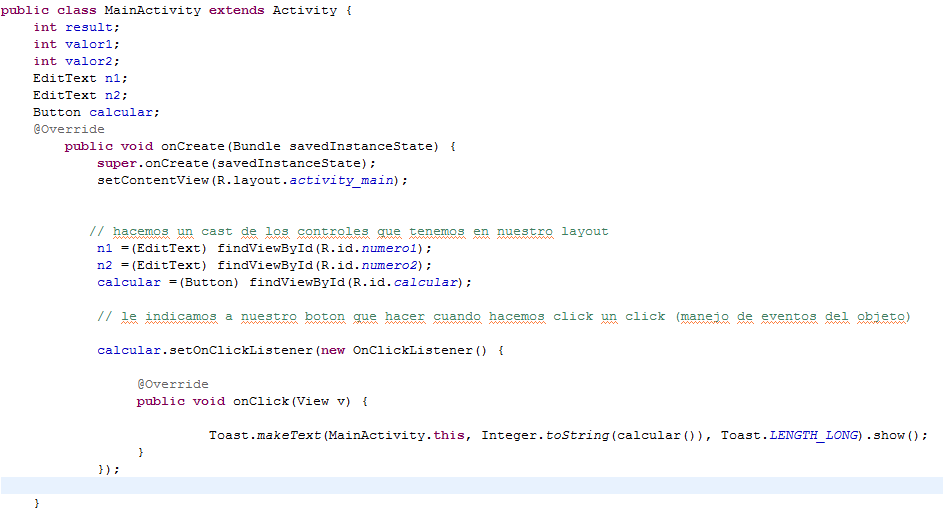 public class MainActivity extends Activity {
int result;
int valor1;
int valor2;
EditText n1;
EditText n2;
Button calcular;
@Override
public void onCreate(Bundle savedInstanceState) {
super.onCreate(savedInstanceState);
setContentView(R.layout.activity_main);
// hacemos un cast de los controles que tenemos en nuestro layout
n1 =(EditText) findViewById(R.id.numero1);
n2 =(EditText) findViewById(R.id.numero2);
calcular =(Button) findViewById(R.id.calcular);
// le indicamos a nuestro boton que hacer cuando hacemos click un click (manejo de eventos del objeto)
calcular.setOnClickListener(new OnClickListener() {
@Override
public void onClick(View v) {
Toast.makeText(MainActivity.this, Integer.toString(calcular()), Toast.LENGTH_LONG).show();
}
});
}